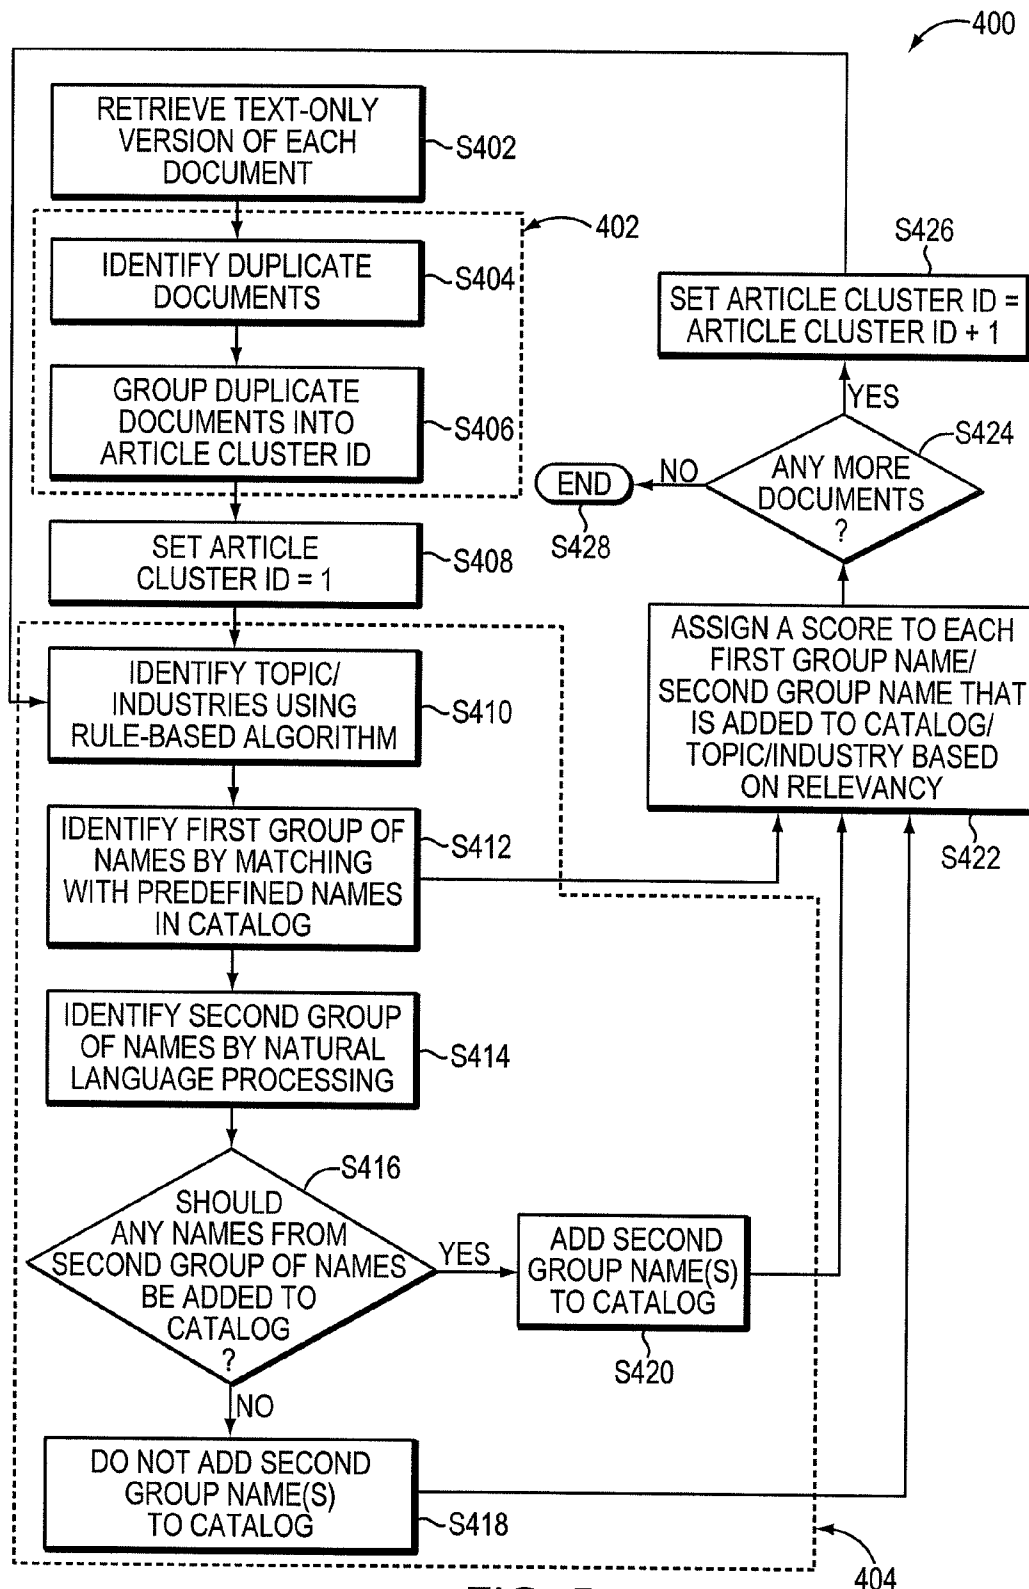 400
RETRIEVE TEXT-ONLY
VERSION OF EACH
DOCUMENT
S402
402
IDENTIFY DUPLICATE
DOCUMENTS
S404
GROUP DUPLICATE
DOCUMENTS INTO
ARTICLE CLUSTER ID
S406
SET ARTICLE
CLUSTER ID = 1
S408
IDENTIFY TOPIC/
INDUSTRIES USING
RULE-BASED ALGORITHM
S410
IDENTIFY FIRST GROUP OF
NAMES BY MATCHING
WITH PREDEFINED NAMES
IN CATALOG
S412
IDENTIFY SECOND GROUP
OF NAMES BY NATURAL
LANGUAGE PROCESSING
S414
S416
SHOULD
ANY NAMES FROM
SECOND GROUP OF NAMES
BE ADDED TO
CATALOG
?
YES
ADD SECOND
GROUP NAME(S)
TO CATALOG
S420
NO
DO NOT ADD SECOND
GROUP NAME(S)
TO CATALOG
S418
404
ASSIGN A SCORE TO EACH
FIRST GROUP NAME/
SECOND GROUP NAME THAT
IS ADDED TO CATALOG/
TOPIC/INDUSTRY BASED
ON RELEVANCY
S422
ANY MORE
DOCUMENTS
?
S424
NO
END
S428
YES
SET ARTICLE CLUSTER ID =
ARTICLE CLUSTER ID + 1
S426